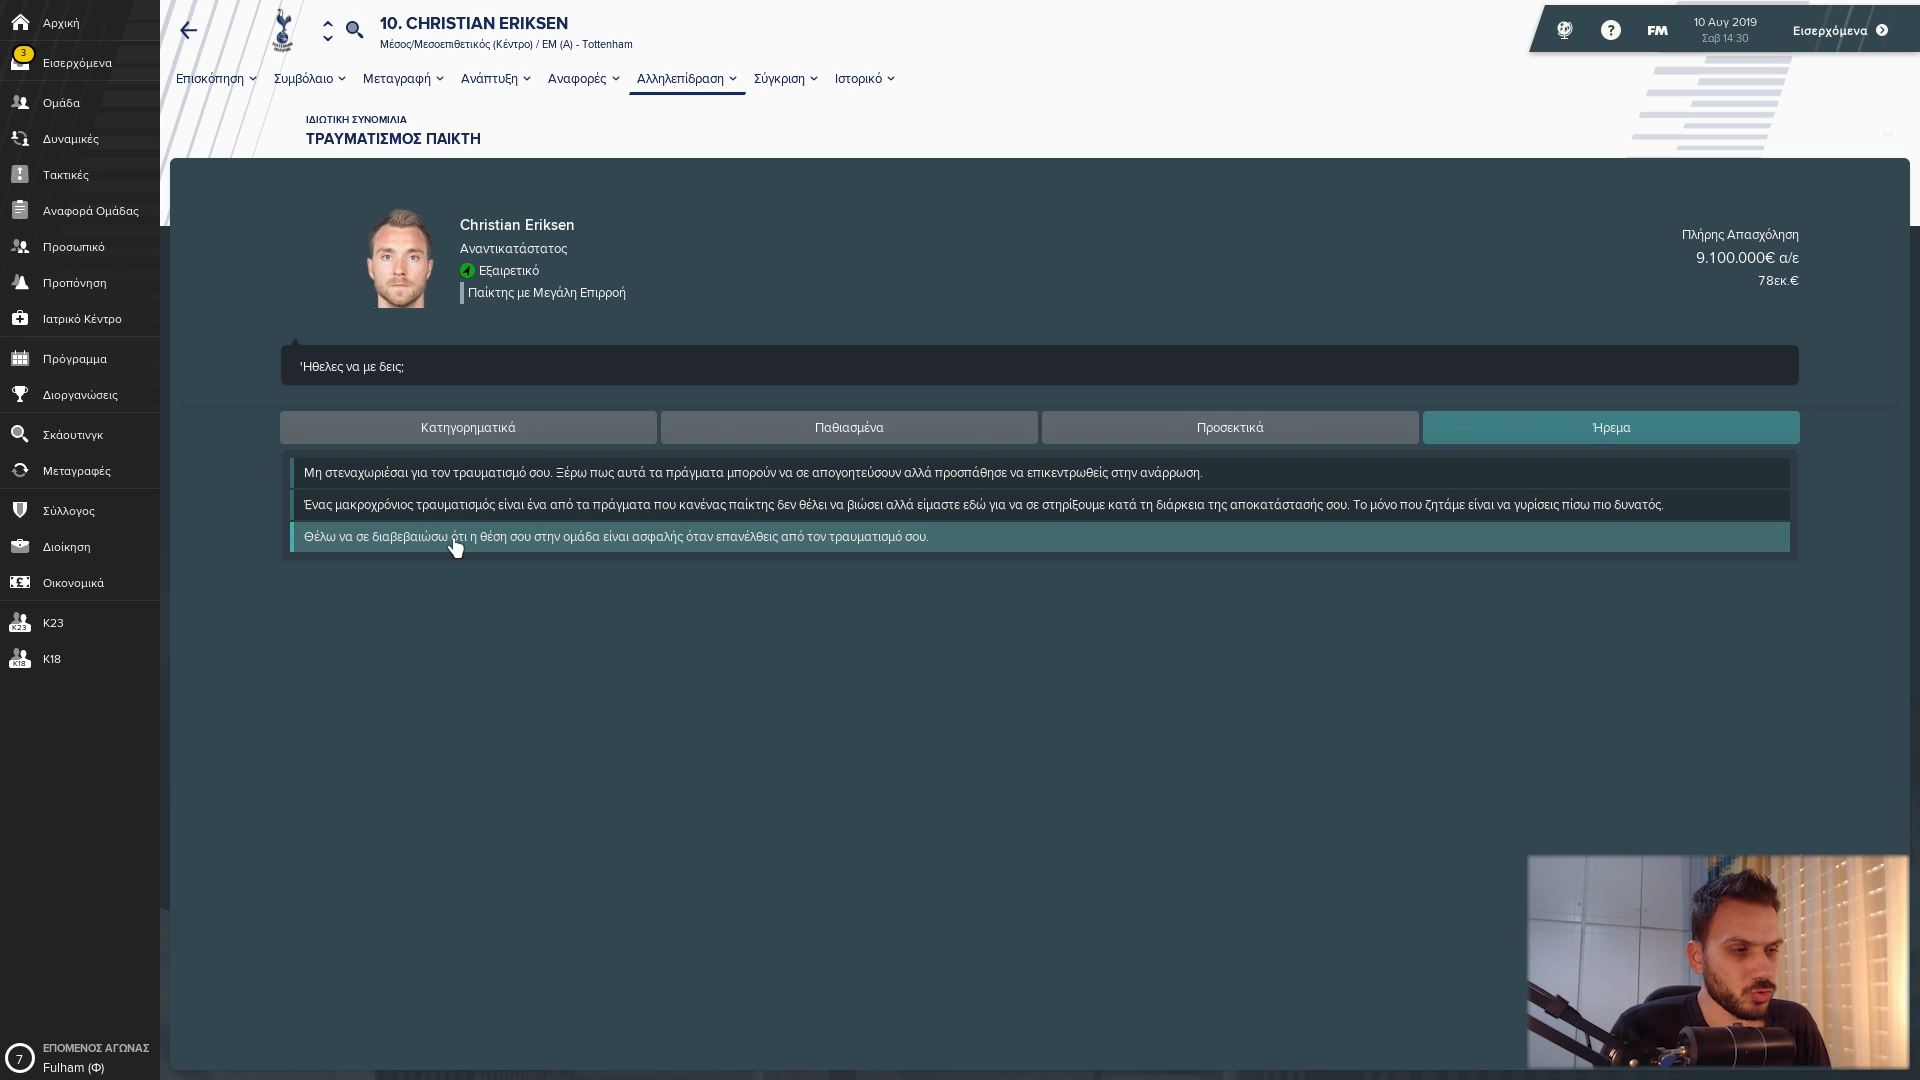 Αρχική
3
Εισερχόμενα
Ομάδα
Δυναμικές
Τακτικές
Αναφορά Ομάδας
Προσωπικό
Προπόνηση
Ιατρικό Κέντρο
Πρόγραμμα
Διοργανώσεις
Σκάουτινγκ
Μεταγραφές
Σύλλογος
Διοίκηση
Οικονομικά
K23
K23
K18
K18
7
ΕΠΟΜΕΝΟΣ ΑΓΩΝΑΣ
Fulham (Φ)
10. CHRISTIAN ERIKSEN
Μέσος/Μεσοεπιθετικός (Κέντρο) / ΕΜ (Α) - Tottenham
?
FM
10 Αυγ 2019
Σαβ 14:30
Εισερχόμενα
Επισκόπηση
Συμβόλαιο
Μεταγραφή
Ανάπτυξη
Αναφορές
Αλληλεπίδραση
Σύγκριση
Ιστορικό
ΙΔΙΩΤΙΚΗ ΣΥΝΟΜΙΛΙΑ
ΤΡΑΥΜΑΤΙΣΜΟΣ ΠΑΙΚΤΗ
Christian Eriksen
Αναντικατάστατος
Εξαιρετικό
Παίκτης με Μεγάλη Επιρροή
Πλήρης Απασχόληση
9.100.000€ α/ε
78εκ.€
'Ηθελες να με δεις;
Κατηγορηματικά
Παθιασμένα
Προσεκτικά
Ήρεμα
Μη στεναχωριέσαι για τον τραυματισμό σου. Ξέρω πως αυτά τα πράγματα μπορούν να σε απογοητεύσουν αλλά προσπάθησε να επικεντρωθείς στην ανάρρωση.
Ένας μακροχρόνιος τραυματισμός είναι ένα από τα πράγματα που κανένας παίκτης δεν θέλει να βιώσει αλλά είμαστε εδώ για να σε στηρίξουμε κατά τη διάρκεια της αποκατάστασής σου. Το μόνο που ζητάμε είναι να γυρίσεις πίσω πιο δυνατός.
Θέλω να σε διαβεβαιώσω ότι η θέση σου στην ομάδα είναι ασφαλής όταν επανέλθεις από τον τραυματισμό σου.